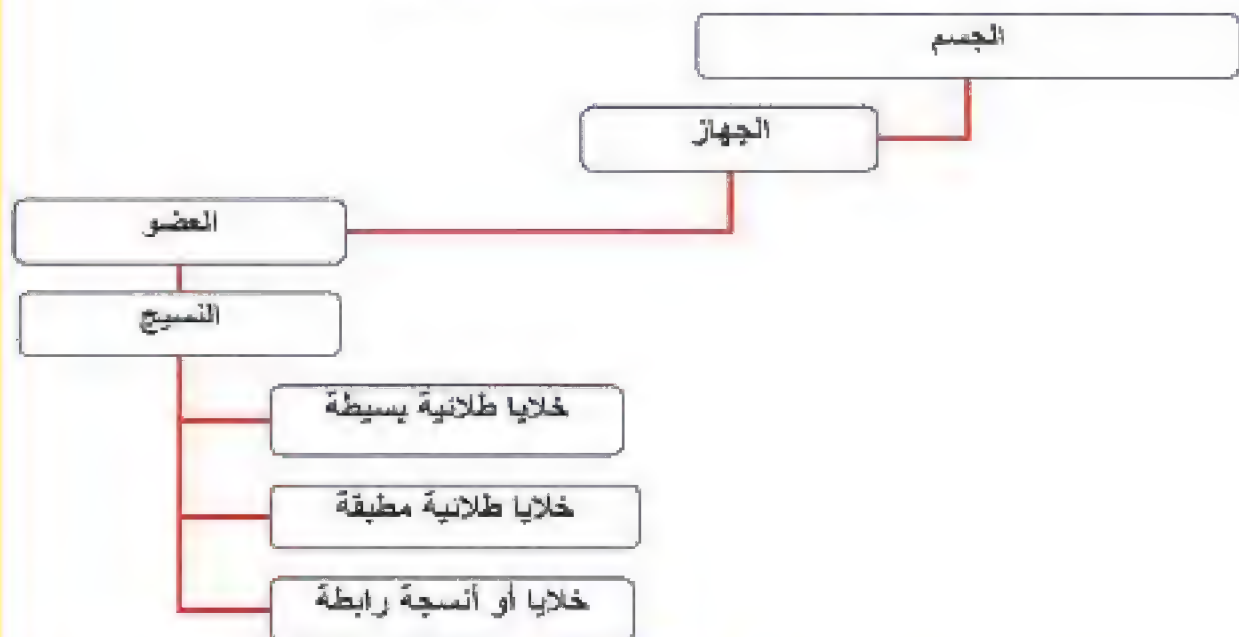 الجسم
الجهاز
العضو
النسيج
خلايا طلائية بسيطة
خلايا طلائية مطبقة
خلايا أو أنسجة رابطة